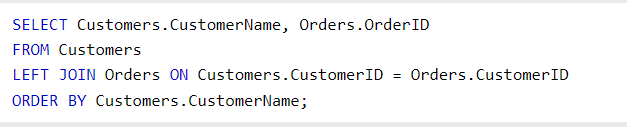 SELECT Customers.CustomerName, Orders.OrderID
FROM Customers
LEFT JOIN Orders ON Customers.CustomerID = Orders.CustomerID
ORDER BY Customers.CustomerName;